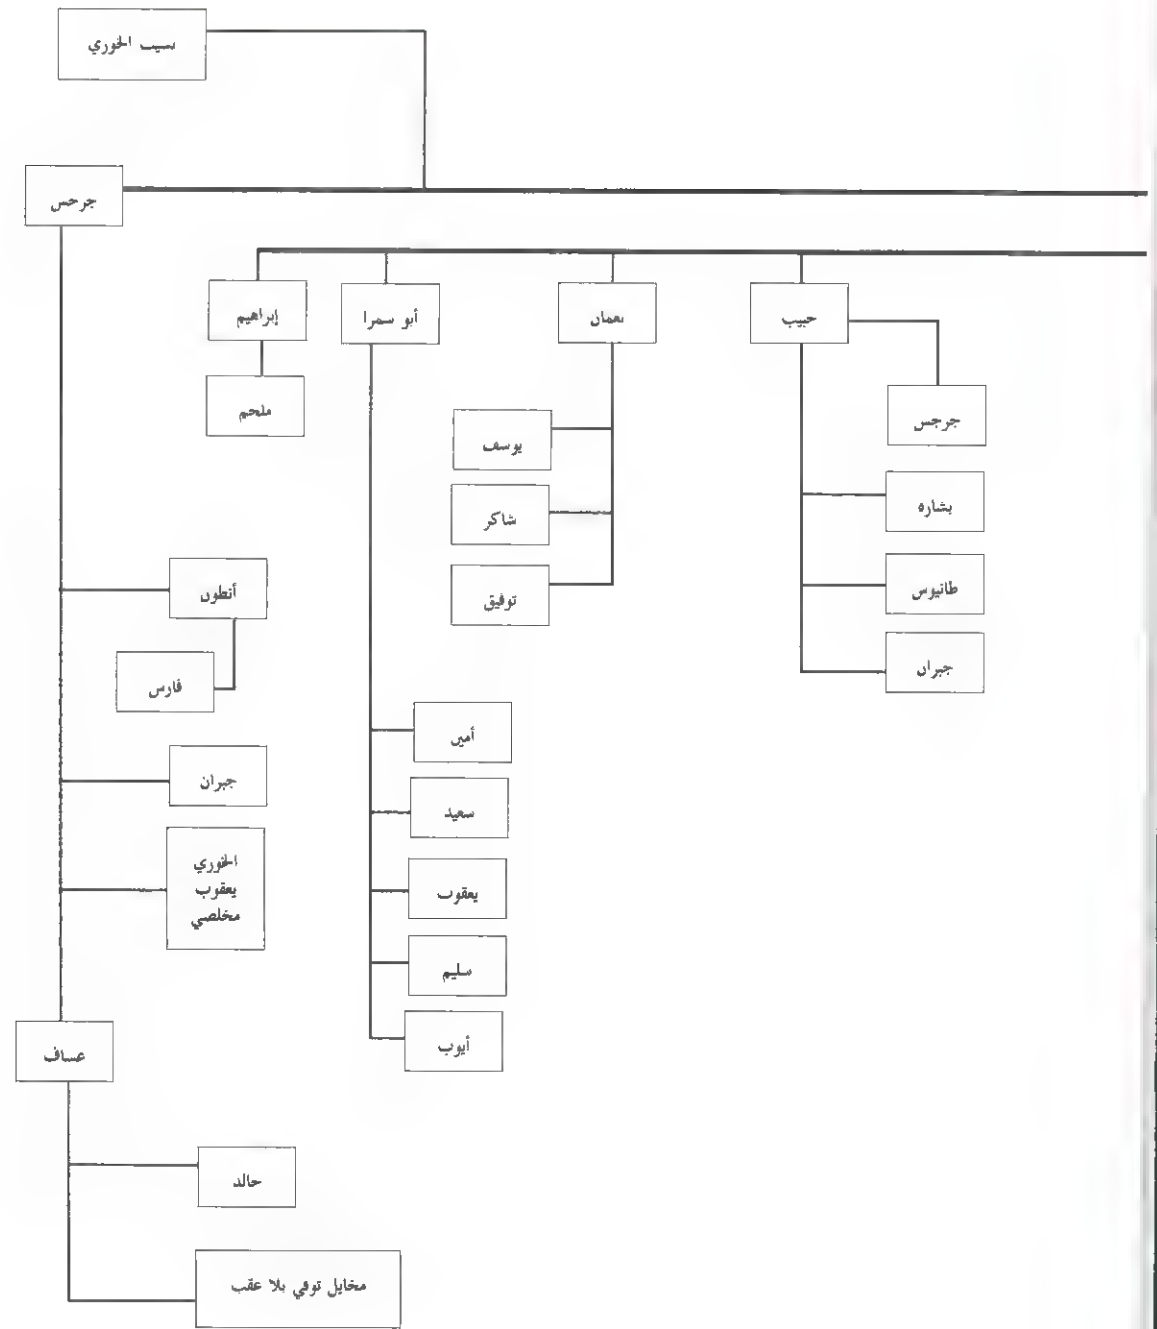 نسيب الخوري
جرجس
إبراهيم
أبو سمرا
نعمان
حبيب
ملحم
جرجس
يوسف
بشاره
شاكر
أنطون
طانيوس
توفيق
فارس
جبران
أمين
جبران
سعيد
الخوري
يعقوب
مخلصي
يعقوب
سليم
عساف
أيوب
خالد
مخايل توفي بلا عقب